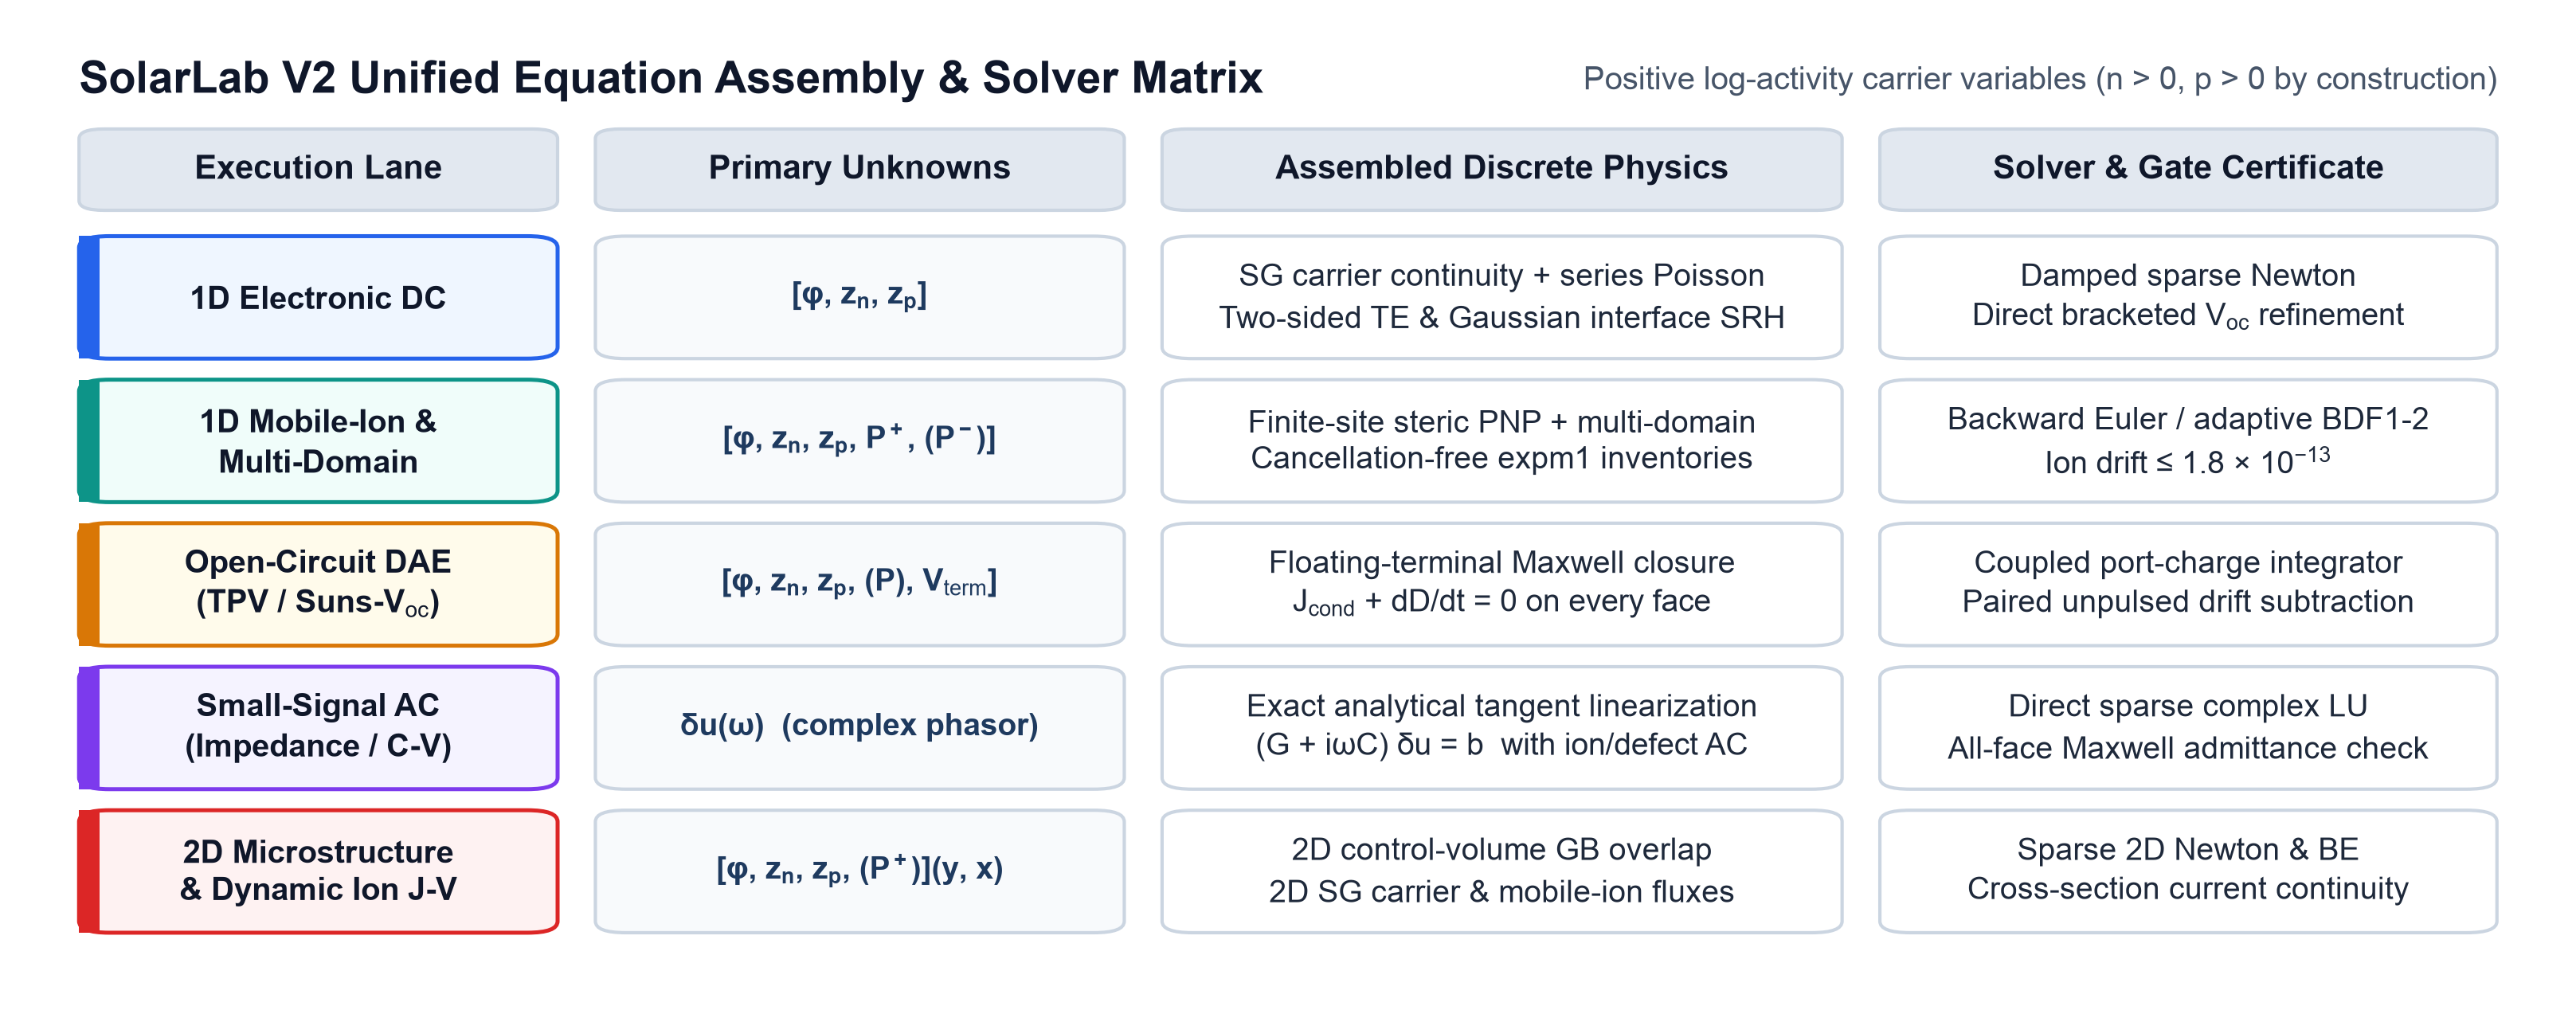 SolarLab V2 Unified Equation Assembly & Solver Matrix
Positive log-activity carrier variables (n > 0, p > 0 by construction)
Execution Lane
Primary Unknowns
Assembled Discrete Physics
Solver & Gate Certificate
1D Electronic DC
[φ, zₙ, zₚ]
SG carrier continuity + series Poisson
Two-sided TE & Gaussian interface SRH
Damped sparse Newton
Direct bracketed V_oc refinement
1D Mobile-Ion &
Multi-Domain
[φ, zₙ, zₚ, P⁺, (P⁻)]
Finite-site steric PNP + multi-domain
Cancellation-free expm1 inventories
Backward Euler / adaptive BDF1-2
Ion drift ≤ 1.8 × 10⁻¹³
Open-Circuit DAE
(TPV / Suns-V_oc)
[φ, zₙ, zₚ, (P), V_term]
Floating-terminal Maxwell closure
J_cond + dD/dt = 0 on every face
Coupled port-charge integrator
Paired unpulsed drift subtraction
Small-Signal AC
(Impedance / C-V)
δu(ω) (complex phasor)
Exact analytical tangent linearization
(G + iωC) δu = b with ion/defect AC
Direct sparse complex LU
All-face Maxwell admittance check
2D Microstructure
& Dynamic Ion J-V
[φ, zₙ, zₚ, (P⁺)](y, x)
2D control-volume GB overlap
2D SG carrier & mobile-ion fluxes
Sparse 2D Newton & BE
Cross-section current continuity